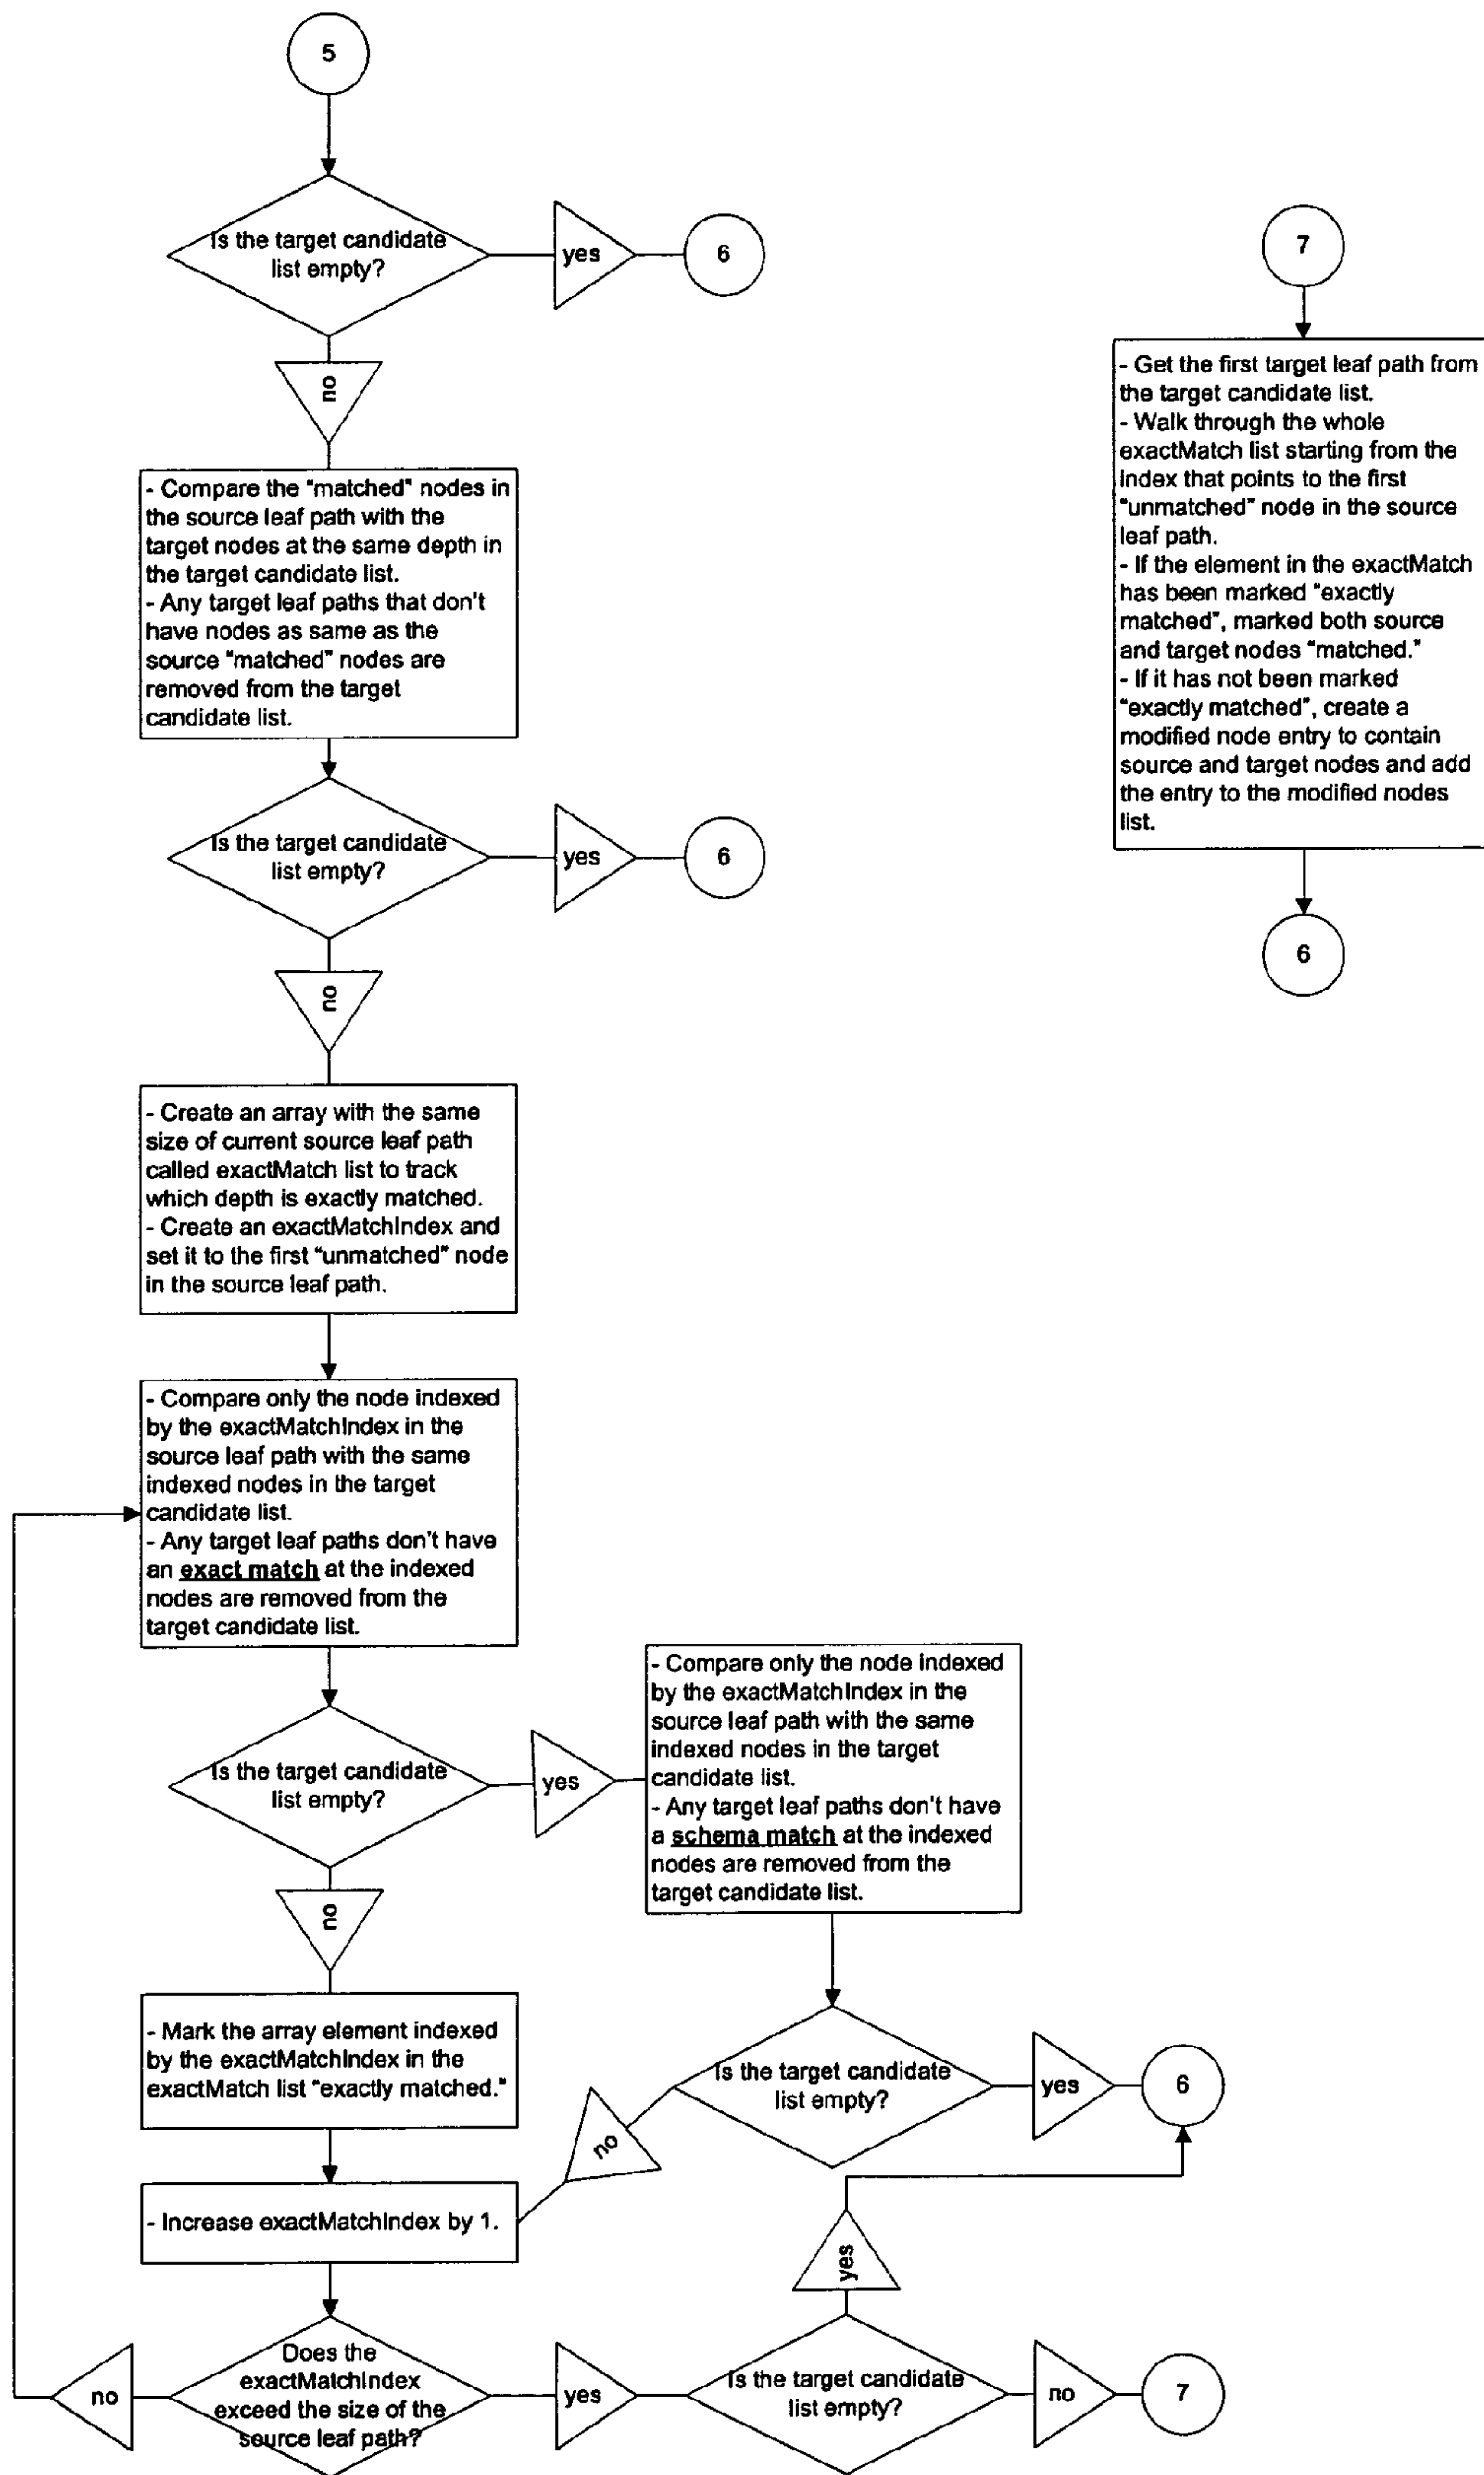 5
Is the target candidate
list empty?
yes
6
no
- Compare the "matched" nodes in
the source leaf path with the
target nodes at the same depth in
the target candidate list.
- Any target leaf paths that don't
have nodes as same as the
source "matched" nodes are
removed from the target
candidate list.
Is the target candidate
list empty?
yes
6
no
- Create an array with the same
size of current source leaf path
called exactMatch list to track
which depth is exactly matched.
- Create an exactMatchIndex and
set it to the first "unmatched" node
in the source leaf path.
- Compare only the node indexed
by the exactMatchIndex in the
source leaf path with the same
indexed nodes in the target
candidate list.
- Any target leaf paths don't have
an exact match at the indexed
nodes are removed from the
target candidate list.
Is the target candidate
list empty?
yes
- Compare only the node indexed
by the exactMatchIndex in the
source leaf path with the same
indexed nodes in the target
candidate list.
- Any target leaf paths don't have
a schema match at the indexed
nodes are removed from the
target candidate list.
no
- Mark the array element indexed
by the exactMatchIndex in the
exactMatch list "exactly matched."
Is the target candidate
list empty?
yes
6
no
- Increase exactMatchIndex by 1.
yes
Does the
exactMatchIndex
exceed the size of the
source leaf path?
no
yes
Is the target candidate
list empty?
no
7
7
- Get the first target leaf path from
the target candidate list.
- Walk through the whole
exactMatch list starting from the
index that points to the first
"unmatched" node in the source
leaf path.
- If the element in the exactMatch
has been marked "exactly
matched", marked both source
and target nodes "matched."
- If it has not been marked
"exactly matched", create a
modified node entry to contain
source and target nodes and add
the entry to the modified nodes
list.
6